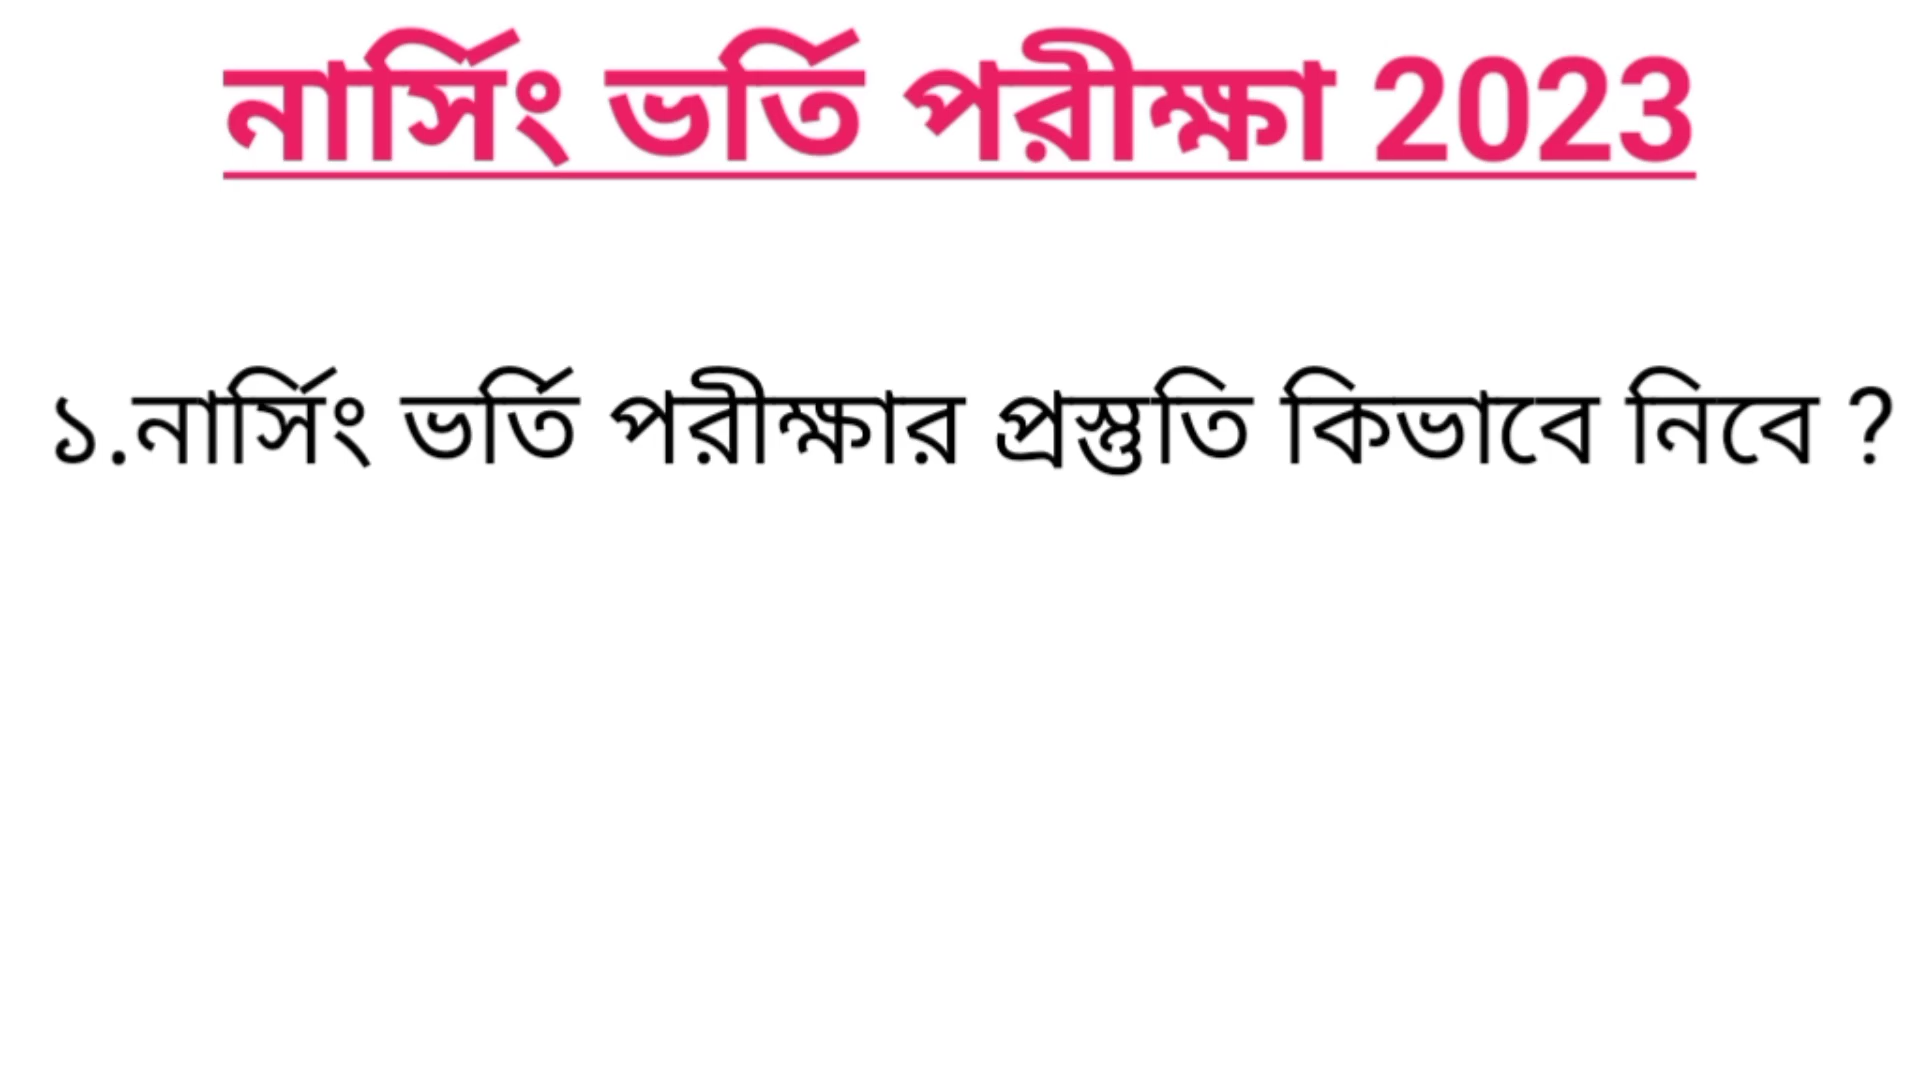 নার্সিং ভর্তি পরীক্ষা 2023
১.নার্সিং ভর্তি পরীক্ষার প্রস্তুতি কিভাবে নিবে ?